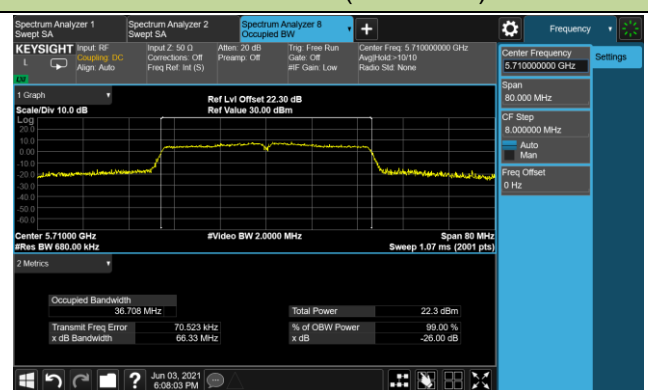 Spectrum Analyzer 1
Swept SA
Spectrum Analyzer 2
Swept SA
Spectrum Analyzer 8
Occupied BW
Frequency
KEYSIGHT
L
Input: RF
Coupling: DC
Align: Auto
Input Z: 50 Ω
Corrections: Off
Freq Ref: Int (S)
Atten: 20 dB
Preamp: Off
Trig: Free Run
Gate: Off
#IF Gain: Low
Center Freq: 5.710000000 GHz
Avg|Hold:>10/10
Radio Std: None
Center Frequency
5.710000000 GHz
Settings
Span
80.000 MHz
CF Step
8.000000 MHz
Auto
Man
Freq Offset
0 Hz
1 Graph
Scale/Div 10.0 dB
Ref Lvl Offset 22.30 dB
Ref Value 30.00 dBm
Log
20.0
10.0
0.00
-10.0
-20.0
-30.0
-40.0
-50.0
-60.0
Center 5.71000 GHz
#Res BW 680.00 kHz
#Video BW 2.0000 MHz
Span 80 MHz
Sweep 1.07 ms (2001 pts)
2 Metrics
Occupied Bandwidth
36.708 MHz
Total Power 22.3 dBm
Transmit Freq Error 70.523 kHz
% of OBW Power 99.00 %
x dB Bandwidth 66.33 MHz
x dB -26.00 dB
?
Jun 03, 2021
6:08:03 PM